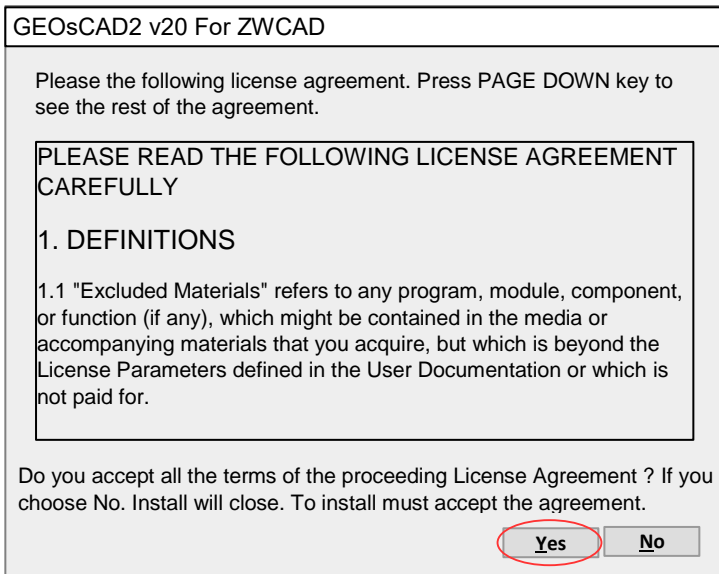 GEOsCAD2 v20 For ZWCAD
Please the following license agreement. Press PAGE DOWN key to
see the rest of the agreement.
PLEASE READ THE FOLLOWING LICENSE AGREEMENT
CAREFULLY
1. DEFINITIONS
1.1 "Excluded Materials" refers to any program, module, component,
or function (if any), which might be contained in the media or
accompanying materials that you acquire, but which is beyond the
License Parameters defined in the User Documentation or which is
not paid for.
Do you accept all the terms of the proceeding License Agreement ? If you
choose No. Install will close. To install must accept the agreement.
Yes No